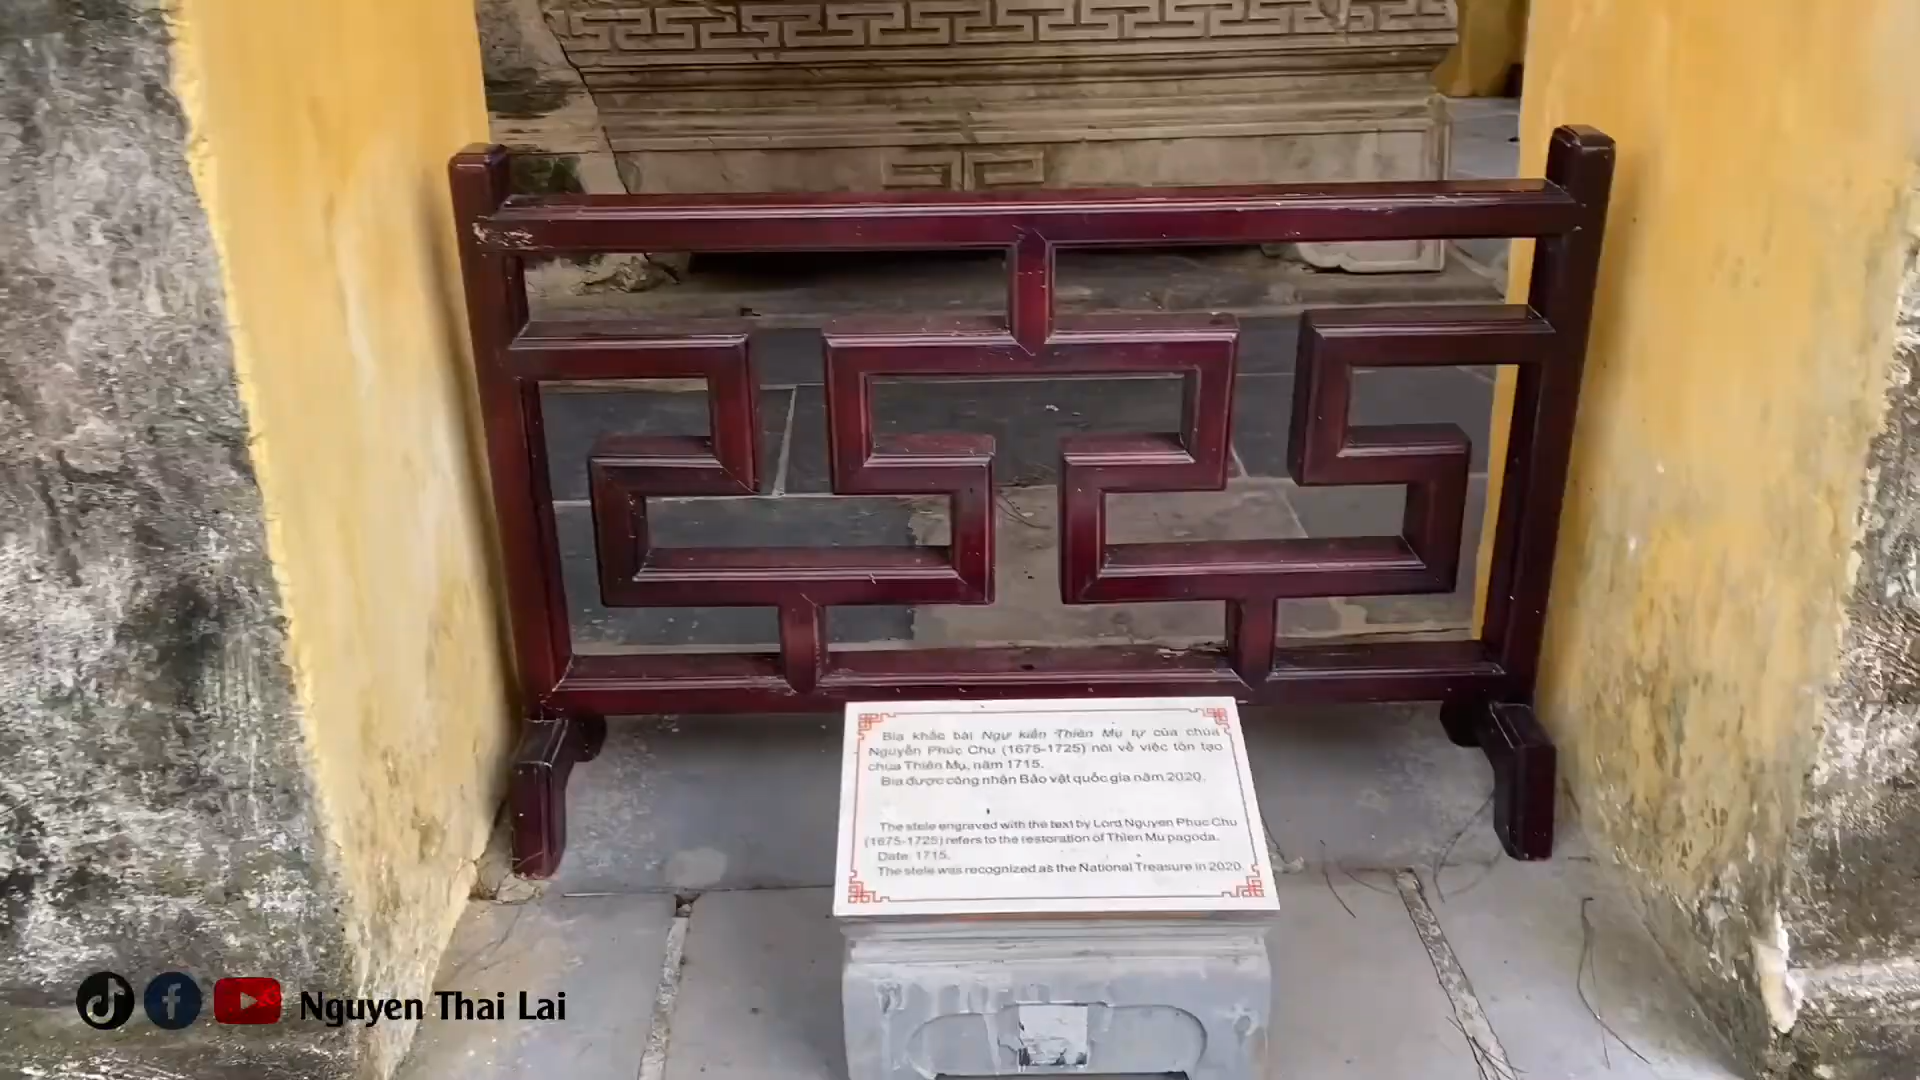 Bia khắc bài Ngự kiến Thiên Mụ tự của chúa
Nguyễn Phúc Chu (1675-1725) nói về việc tôn tạo
chùa Thiên Mụ, năm 1715.
Bia được công nhận Bảo vật quốc gia năm 2020.
The stele engraved with the text by Lord Nguyen Phuc Chu
(1675-1725) refers to the restoration of Thien Mu pagoda.
Date: 1715.
The stele was recognized as the National Treasure in 2020.
Nguyen Thai Lai